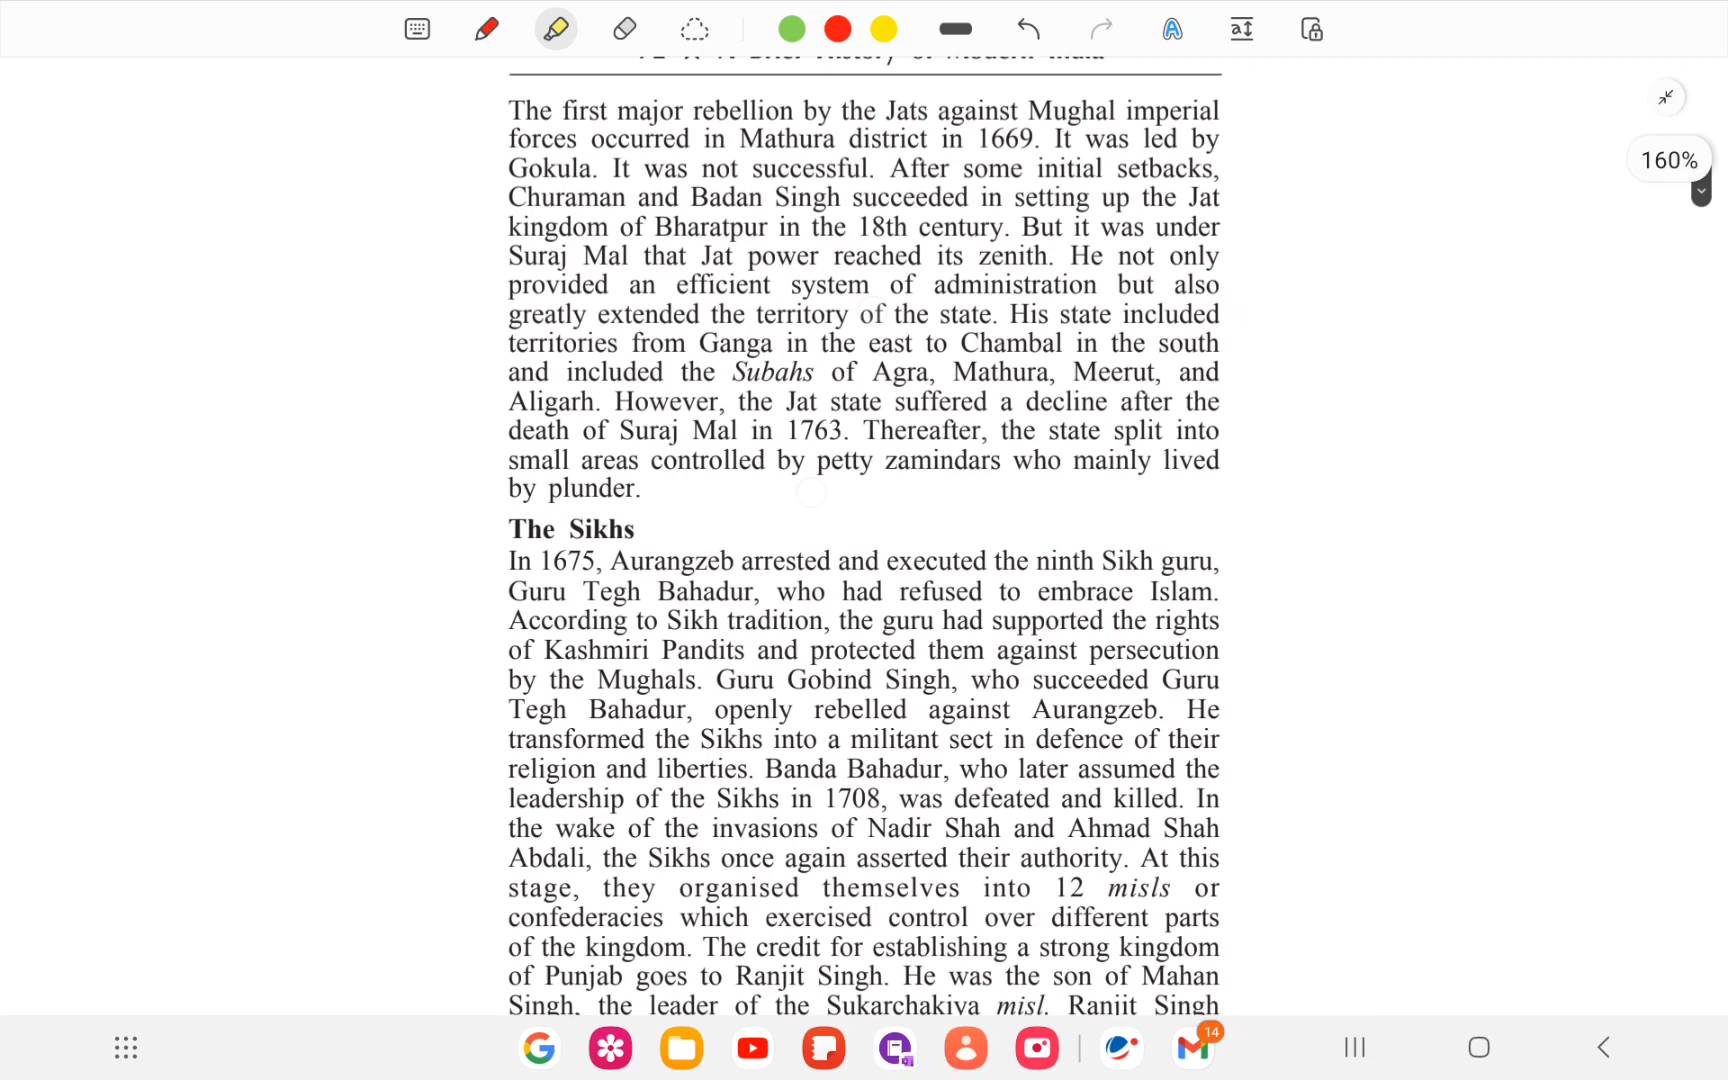 A
aI
72 ✫ A Brief History of Modern India
160%
The first major rebellion by the Jats against Mughal imperial
forces occurred in Mathura district in 1669. It was led by
Gokula. It was not successful. After some initial setbacks,
Churaman and Badan Singh succeeded in setting up the Jat
kingdom of Bharatpur in the 18th century. But it was under
Suraj Mal that Jat power reached its zenith. He not only
provided an efficient system of administration but also
greatly extended the territory of the state. His state included
territories from Ganga in the east to Chambal in the south
and included the Subahs of Agra, Mathura, Meerut, and
Aligarh. However, the Jat state suffered a decline after the
death of Suraj Mal in 1763. Thereafter, the state split into
small areas controlled by petty zamindars who mainly lived
by plunder.
The Sikhs
In 1675, Aurangzeb arrested and executed the ninth Sikh guru,
Guru Tegh Bahadur, who had refused to embrace Islam.
According to Sikh tradition, the guru had supported the rights
of Kashmiri Pandits and protected them against persecution
by the Mughals. Guru Gobind Singh, who succeeded Guru
Tegh Bahadur, openly rebelled against Aurangzeb. He
transformed the Sikhs into a militant sect in defence of their
religion and liberties. Banda Bahadur, who later assumed the
leadership of the Sikhs in 1708, was defeated and killed. In
the wake of the invasions of Nadir Shah and Ahmad Shah
Abdali, the Sikhs once again asserted their authority. At this
stage, they organised themselves into 12 misls or
confederacies which exercised control over different parts
of the kingdom. The credit for establishing a strong kingdom
of Punjab goes to Ranjit Singh. He was the son of Mahan
Singh, the leader of the Sukarchakiya misl. Ranjit Singh
14